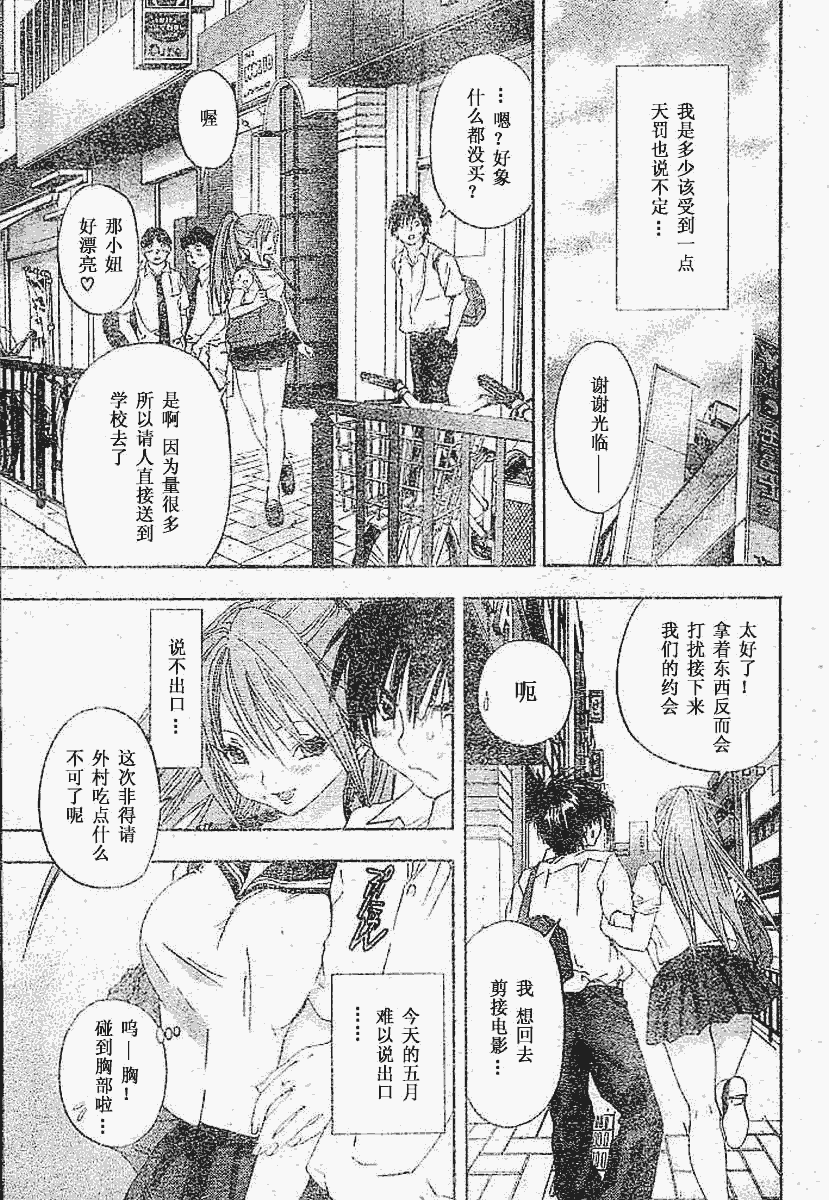 我是多少该受到一点
天罚也说不定…
谢谢光临——
…嗯？好象
什么都没买？
喔
那小妞
好漂亮♡
是啊 因为量很多
所以请人直接送到
学校去了
太好了！
拿着东西反而会
打扰接下来
我们的约会
呃
我 想回去
剪接电影…
说不出口…
这次非得请
外村吃点什么
不可了呢
今天的五月
难以说出口
……
呜—胸！
碰到胸部啦…